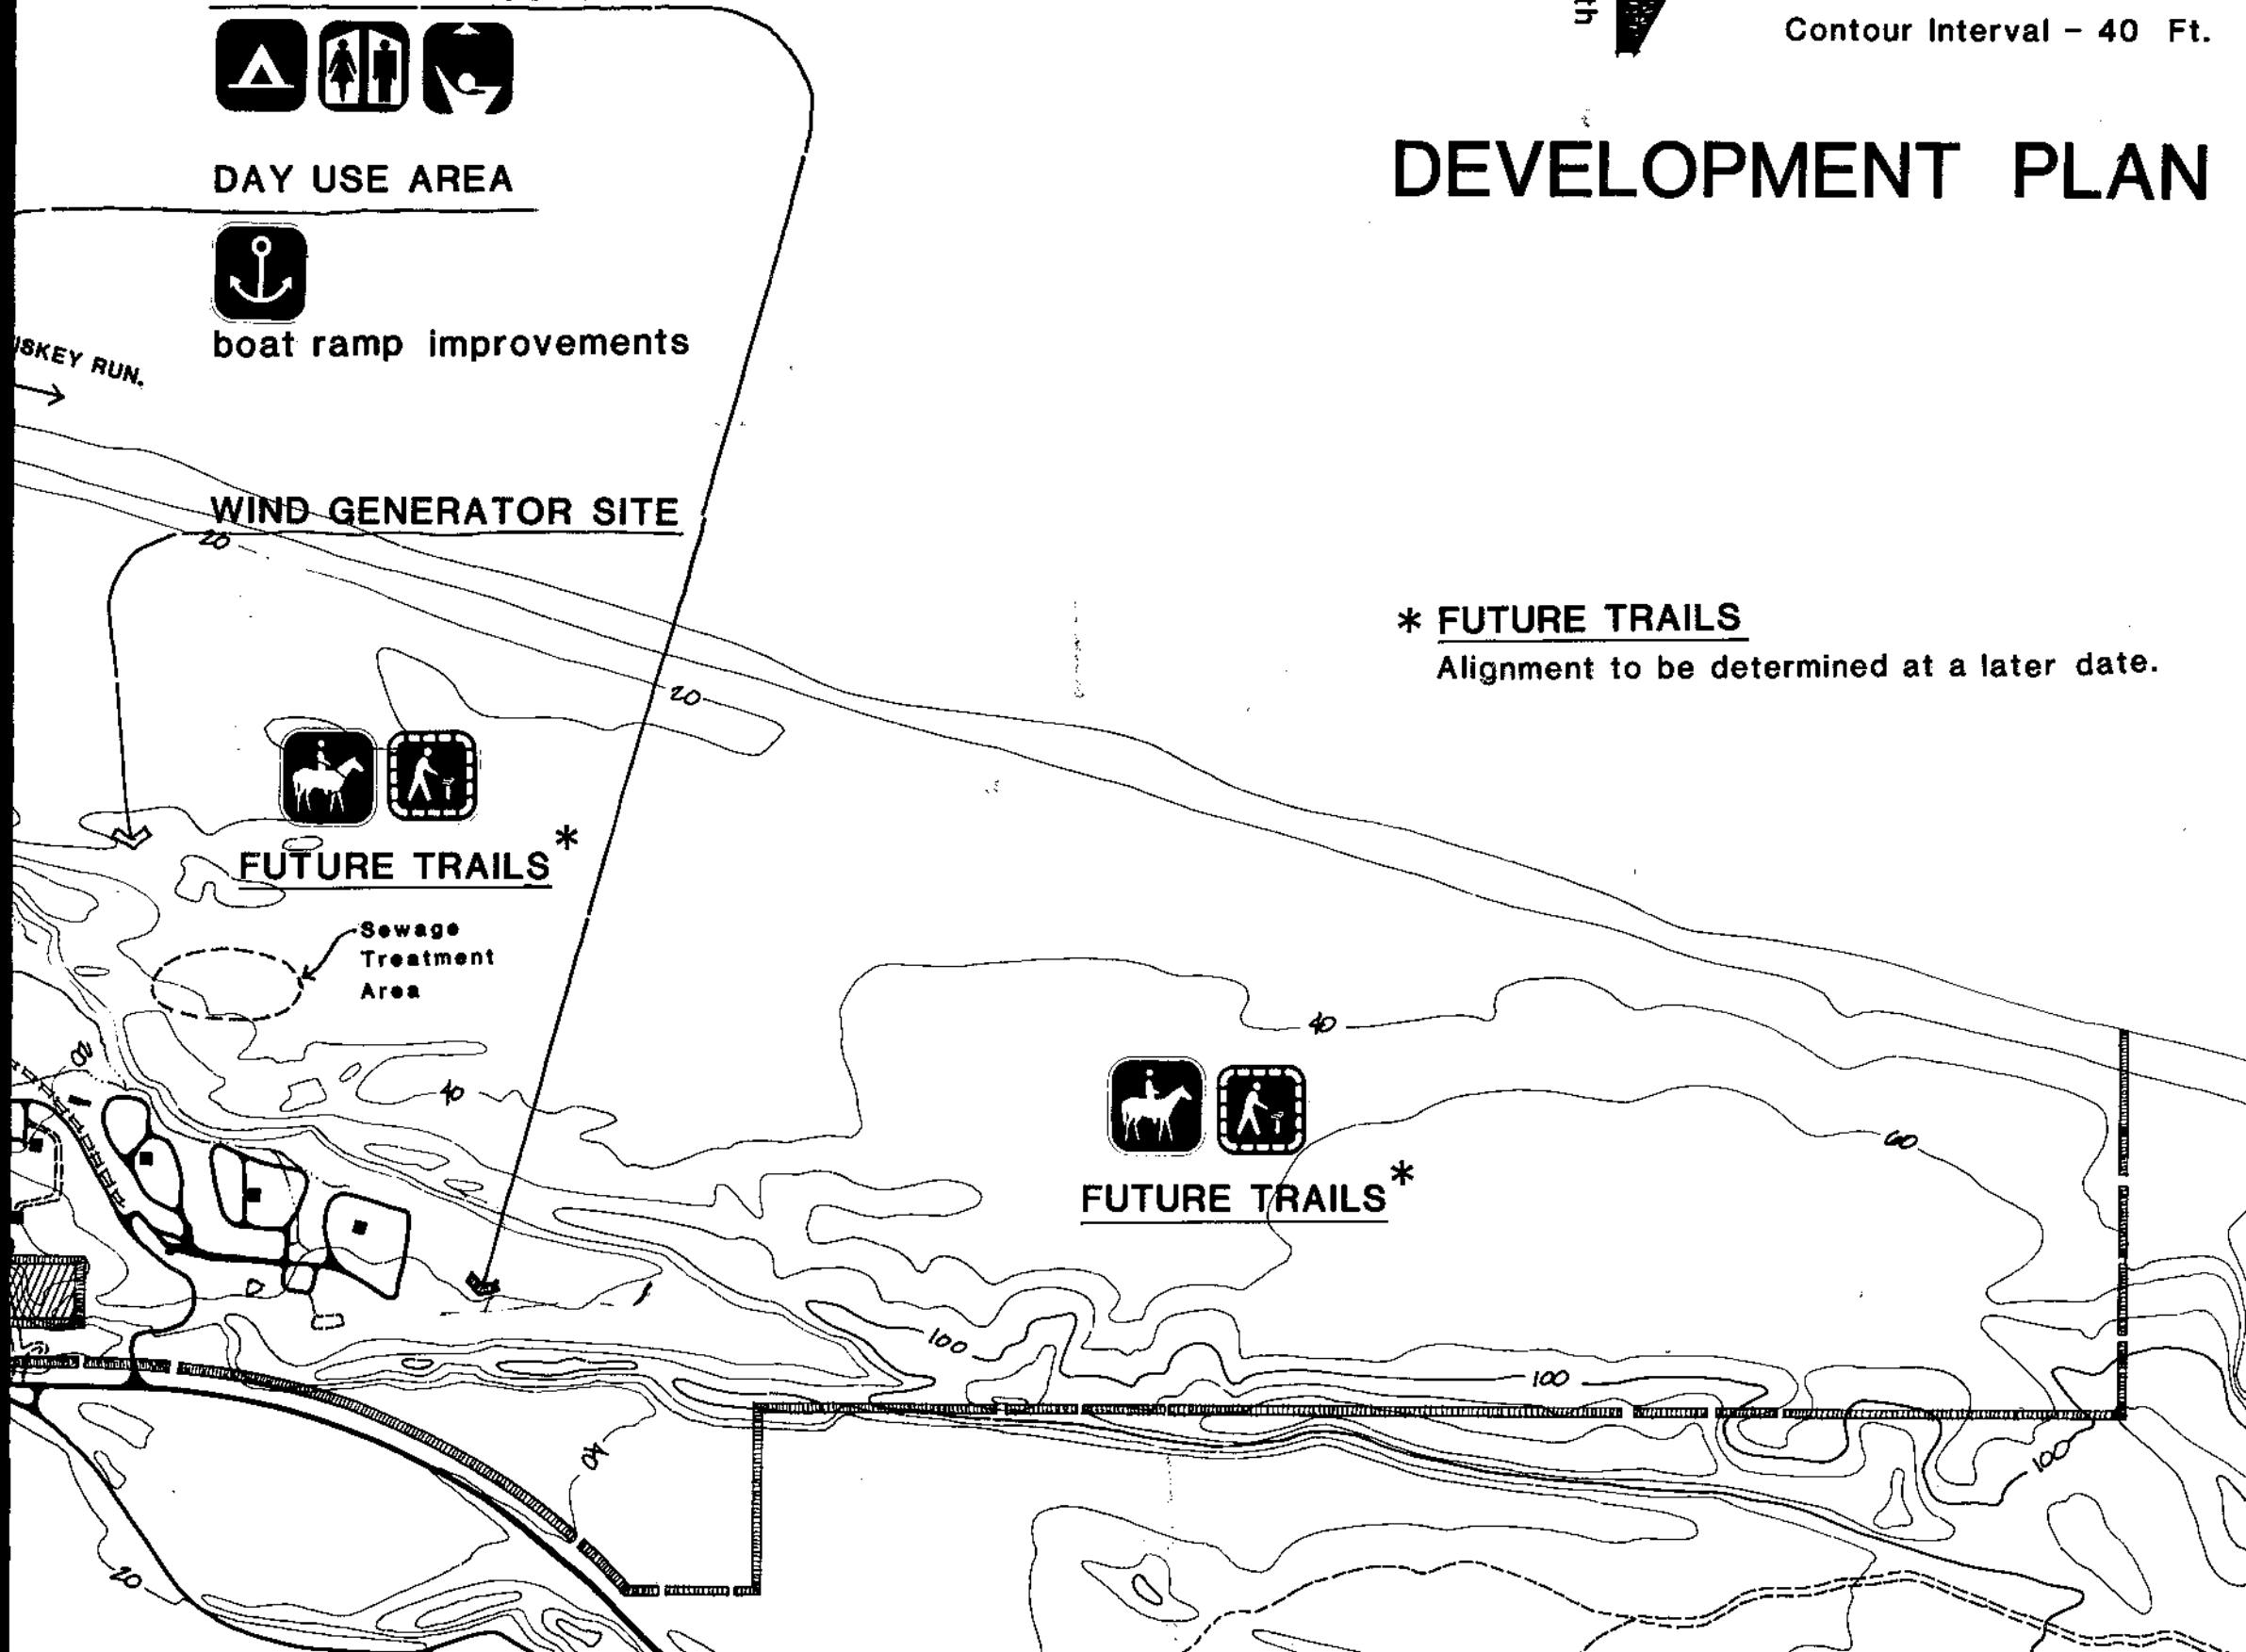 Contour Interval - 40 Ft.
DEVELOPMENT PLAN
DAY USE AREA
boat ramp improvements
RUN.
WIND GENERATOR SITE
20
20
* FUTURE TRAILS
Alignment to be determined at a later date.
FUTURE TRAILS *
Sewage
Treatment
Area
40
40
60
FUTURE TRAILS *
100
100
40
100
20